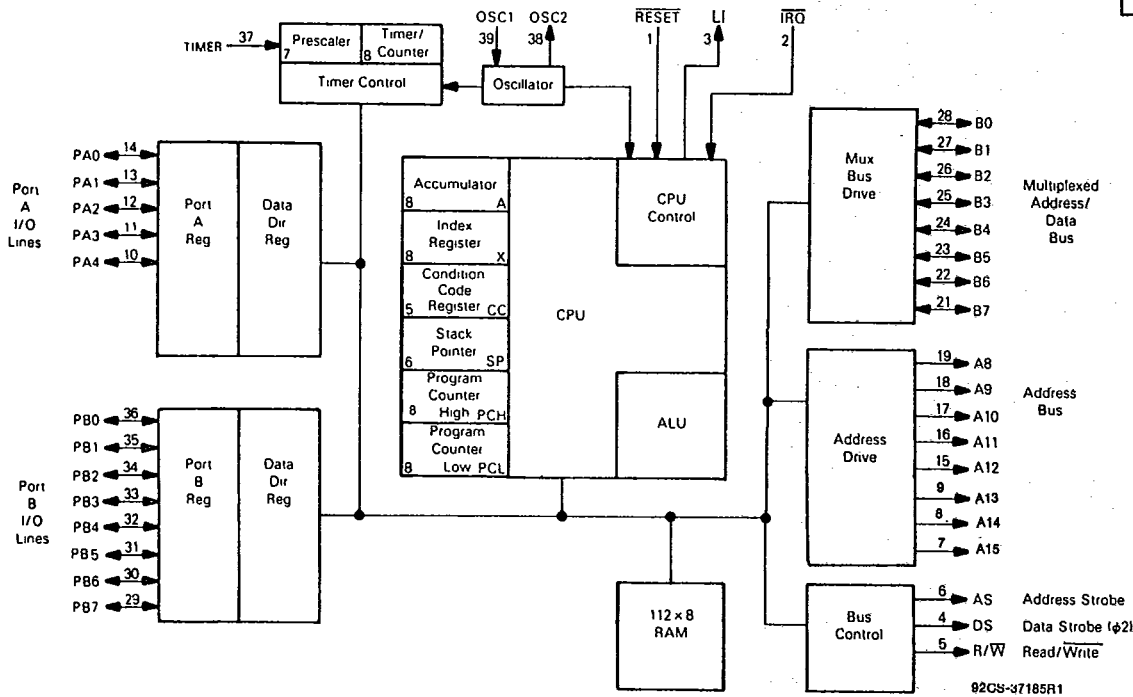 OSC1
39
OSC2
38
RESET
1
LI
3
IRQ
2
TIMER
37
Prescaler
7
Timer/
Counter
8
Timer Control
Oscillator
Port
A
I/O
Lines
PA0 14
PA1 13
PA2 12
PA3 11
PA4 10
Port
A
Reg
Data
Dir
Reg
Accumulator
8 A
Index
Register
8 X
Condition
Code
Register
5 CC
Stack
Pointer
6 SP
Program
Counter
8 High PCH
Program
Counter
8 Low PCL
CPU
CPU
Control
ALU
Mux
Bus
Drive
28 B0
27 B1
26 B2
25 B3
24 B4
23 B5
22 B6
21 B7
Multiplexed
Address/
Data
Bus
Port
B
I/O
Lines
PB0 36
PB1 35
PB2 34
PB3 33
PB4 32
PB5 31
PB6 30
PB7 29
Port
B
Reg
Data
Dir
Reg
Address
Drive
19 A8
18 A9
17 A10
16 A11
15 A12
9 A13
8 A14
7 A15
Address
Bus
112 × 8
RAM
Bus
Control
6 AS Address Strobe
4 DS Data Strobe (φ2)
5 R/W Read/Write
92CS-37185R1